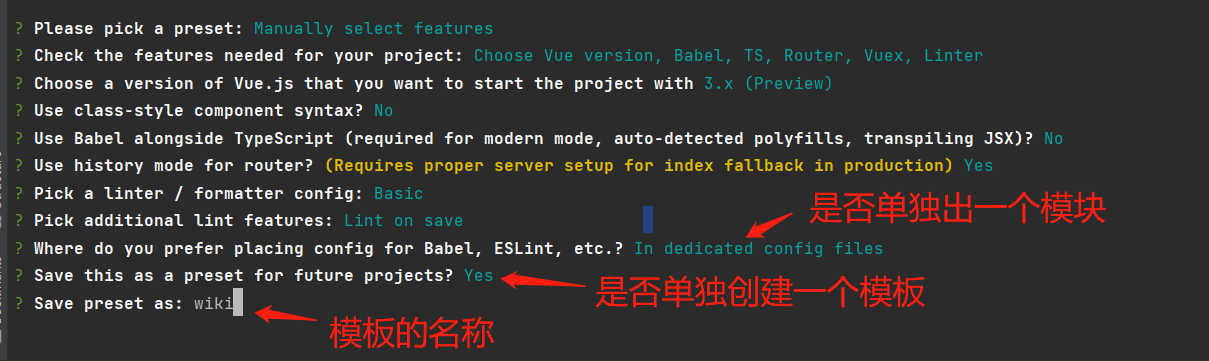 ? Please pick a preset: Manually select features
? Check the features needed for your project: Choose Vue version, Babel, TS, Router, Vuex, Linter
? Choose a version of Vue.js that you want to start the project with 3.x (Preview)
? Use class-style component syntax? No
? Use Babel alongside TypeScript (required for modern mode, auto-detected polyfills, transpiling JSX)? No
? Use history mode for router? (Requires proper server setup for index fallback in production) Yes
? Pick a linter / formatter config: Basic
? Pick additional lint features: Lint on save
是否单独出一个模块
? Where do you prefer placing config for Babel, ESLint, etc.? In dedicated config files
? Save this as a preset for future projects? Yes
是否单独创建一个模板
? Save preset as: wiki
模板的名称